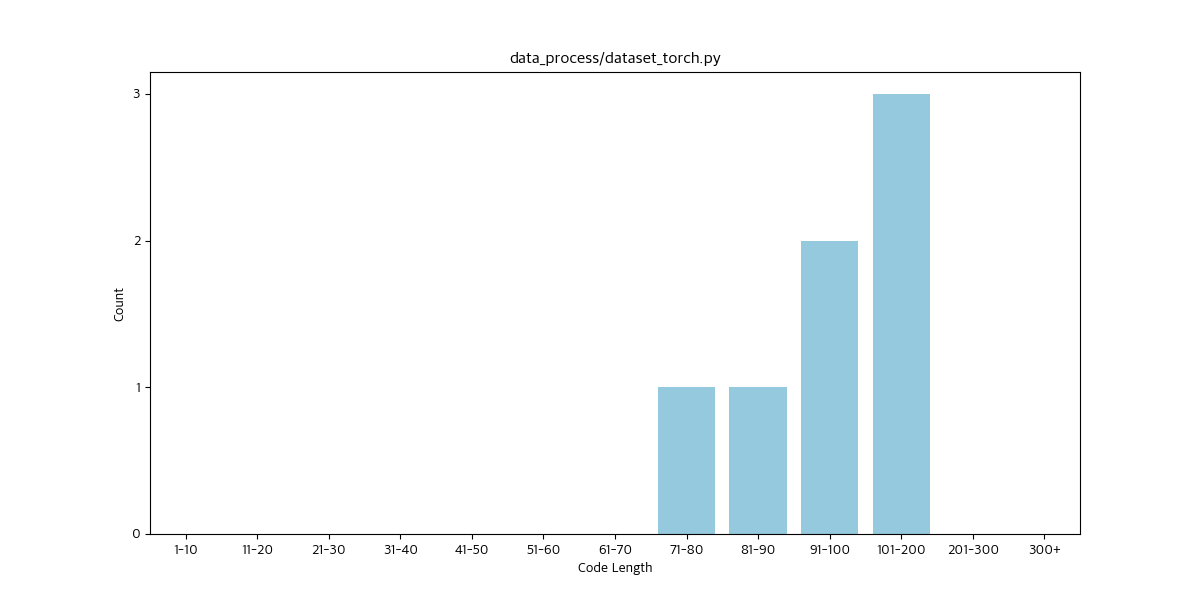 data_process/dataset_torch.py
3
2
1
0
Count
1-10 11-20 21-30 31-40 41-50 51-60 61-70 71-80 81-90 91-100 101-200 201-300 300+
Code Length